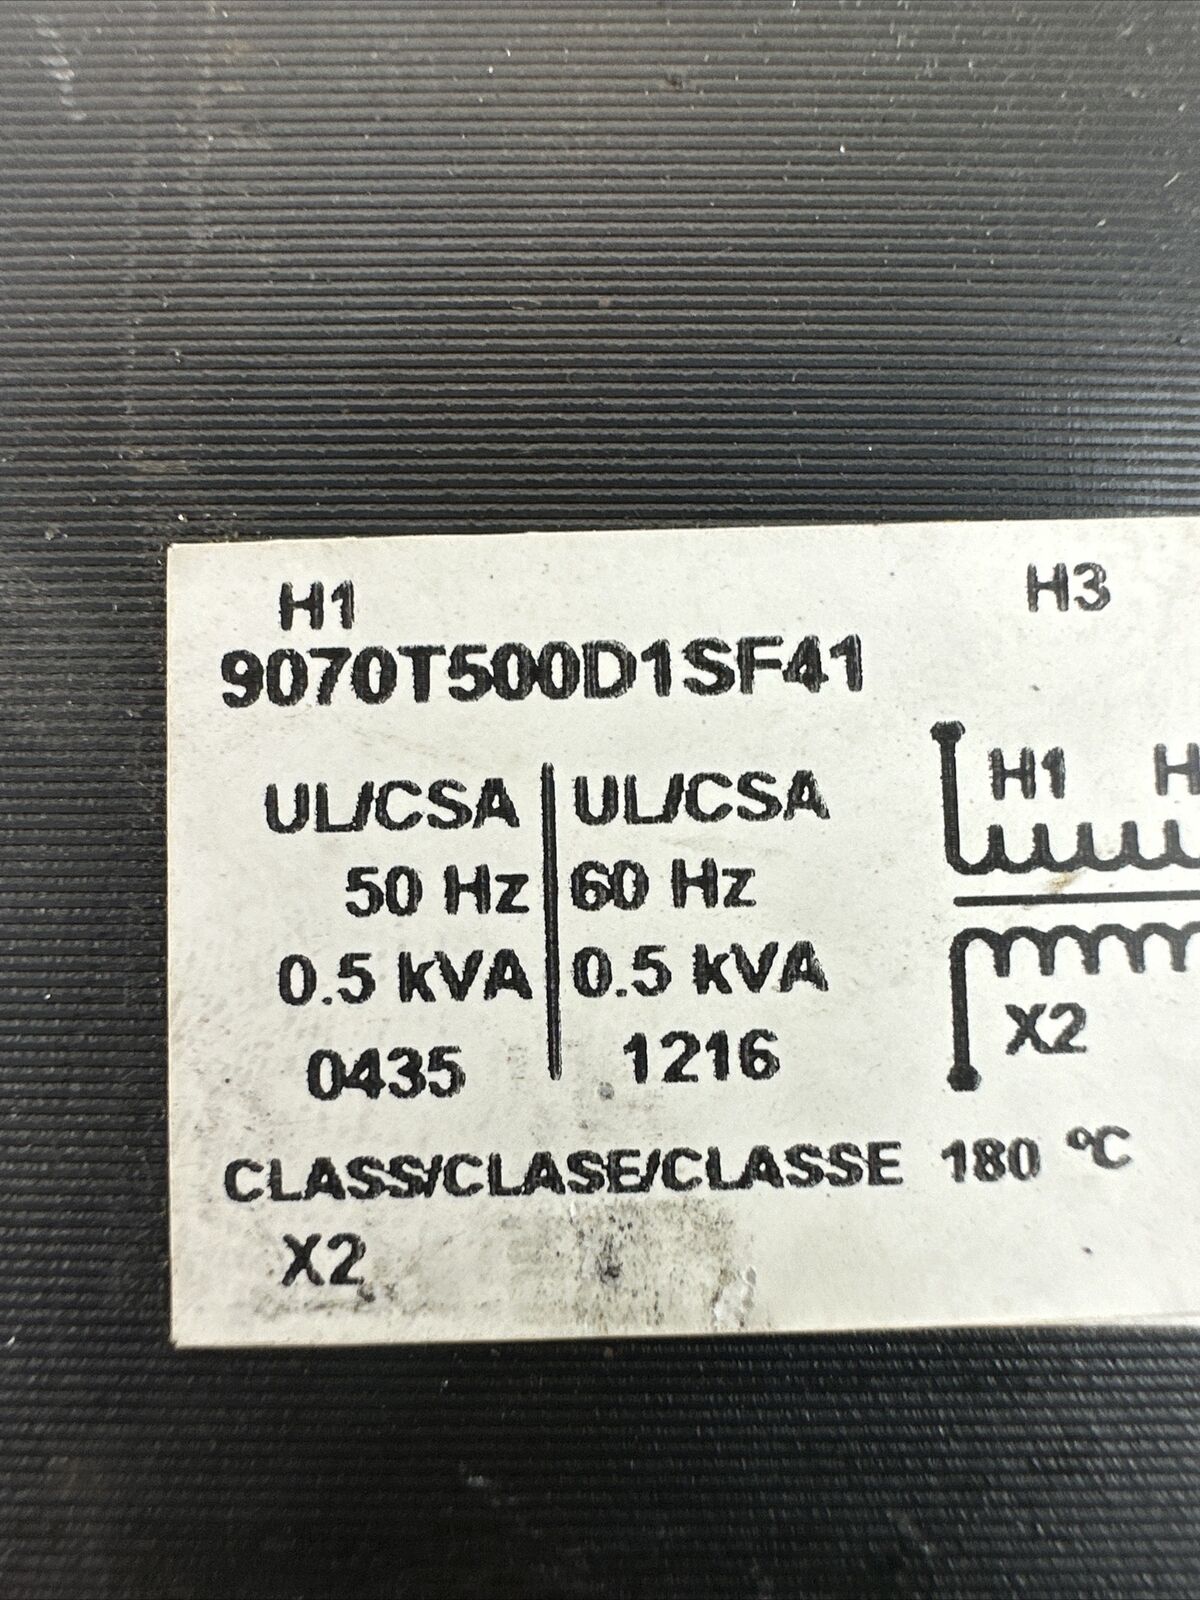 H1 H3
9070T500D1SF41
H1 H
UL/CSA UL/CSA
50 Hz 60 Hz
0.5 kVA 0.5 kVA
X2
0435 1216
CLASS/CLASE/CLASSE 180 °C
X2